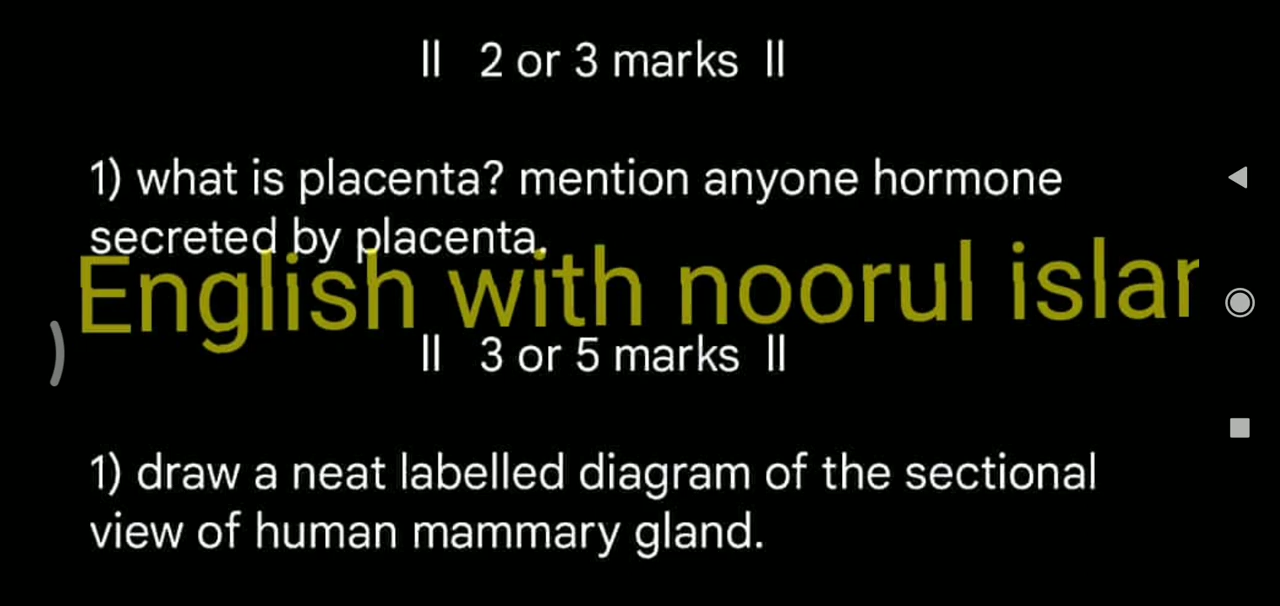 || 2 or 3 marks ||
1) what is placenta? mention anyone hormone
secreted by placenta.
English with noorul islar
|| 3 or 5 marks ||
1) draw a neat labelled diagram of the sectional
view of human mammary gland.